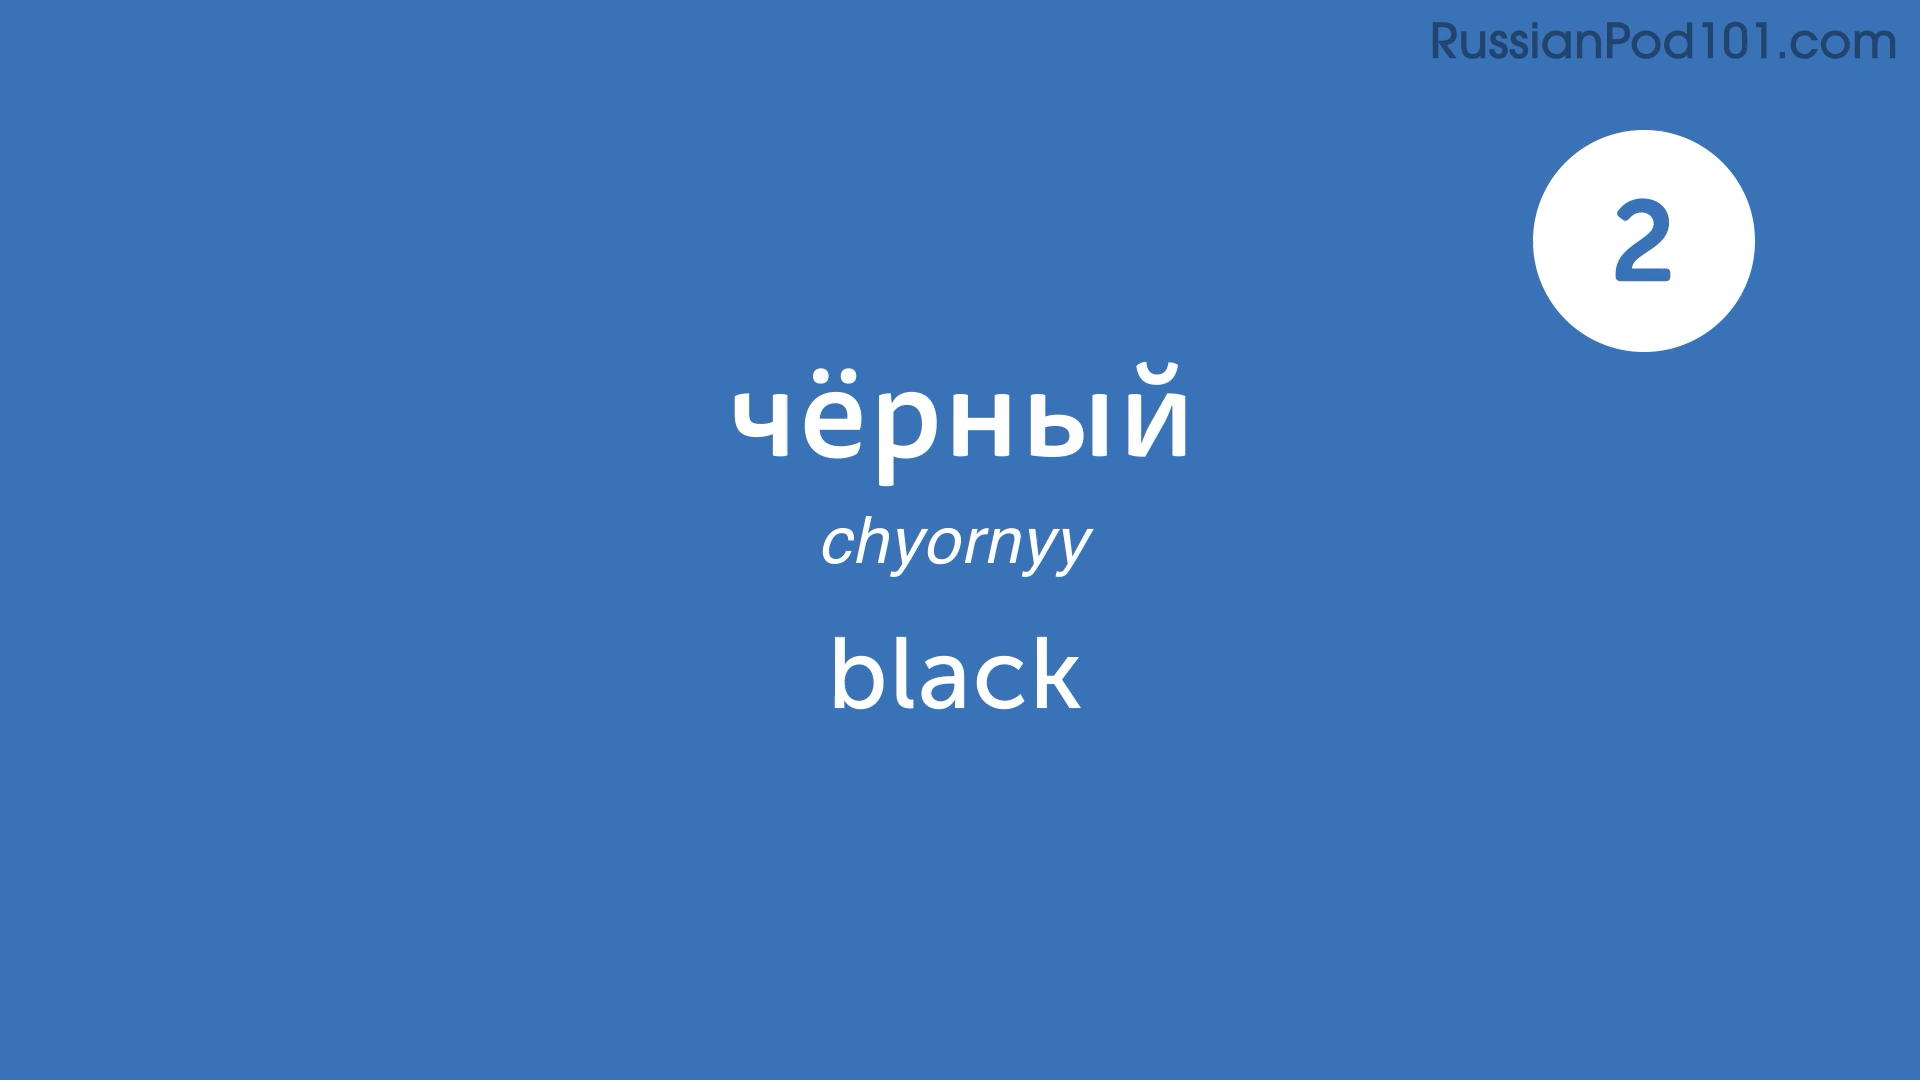 RussianPod101.com
2
чёрный
chyornyy
black